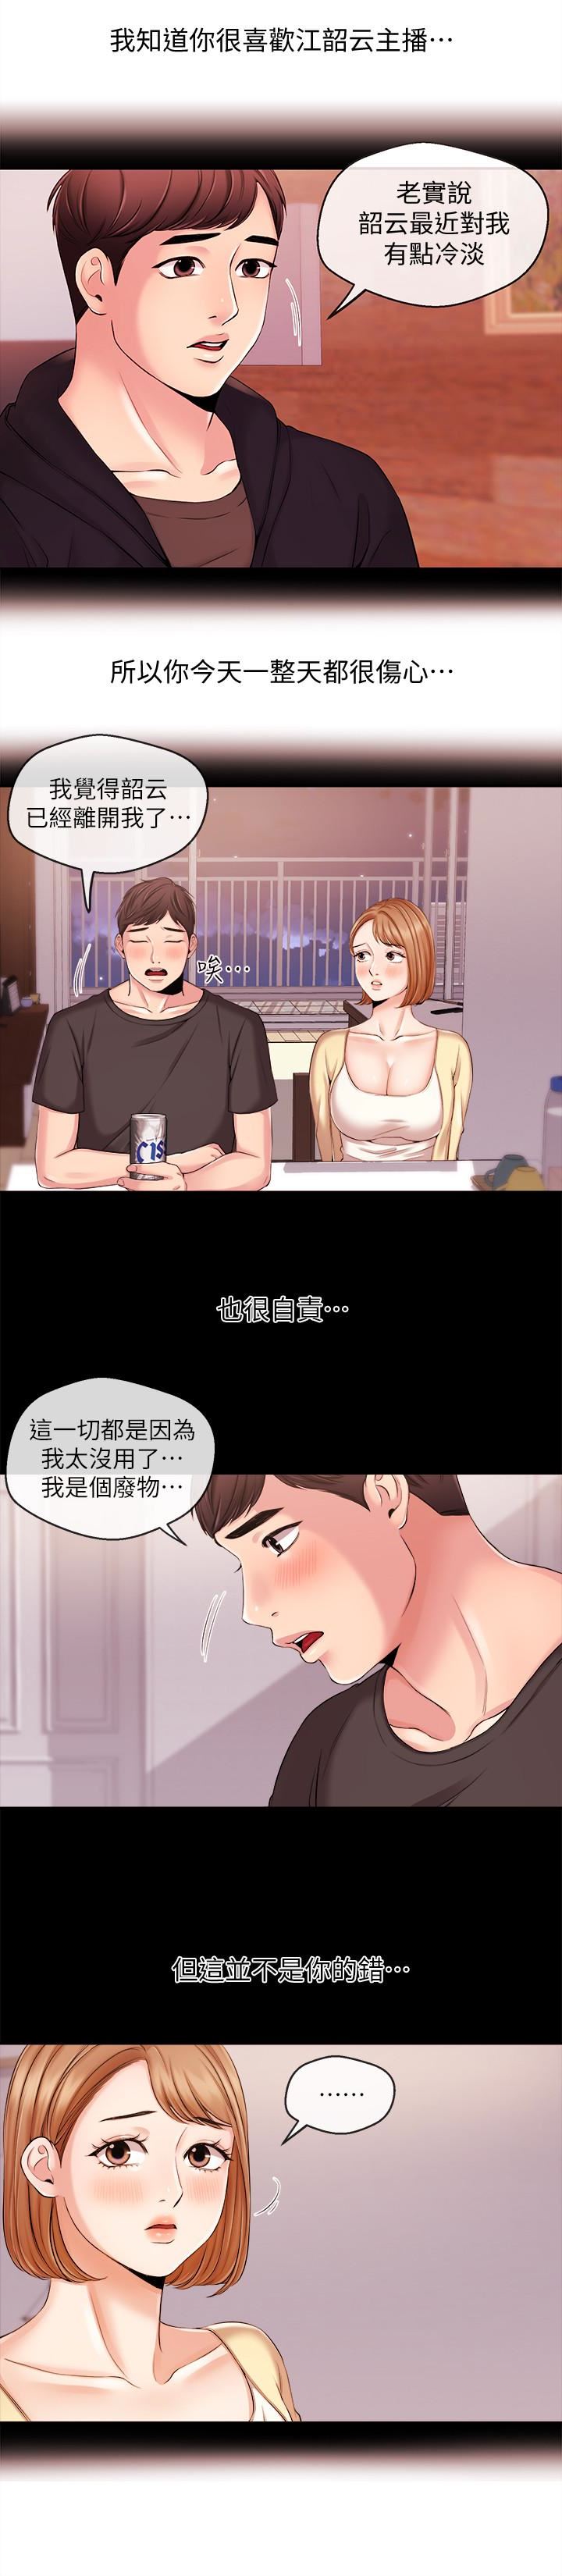 我知道你很喜歡江韶云主播⋯
老實說
韶云最近對我
有點冷淡
所以你今天一整天都很傷心⋯
我覺得韶云
已經離開我了⋯
唉⋯
CIS
也很自責⋯
這一切都是因為
我太沒用了⋯
我是個廢物⋯
但這並不是你的錯⋯
⋯⋯